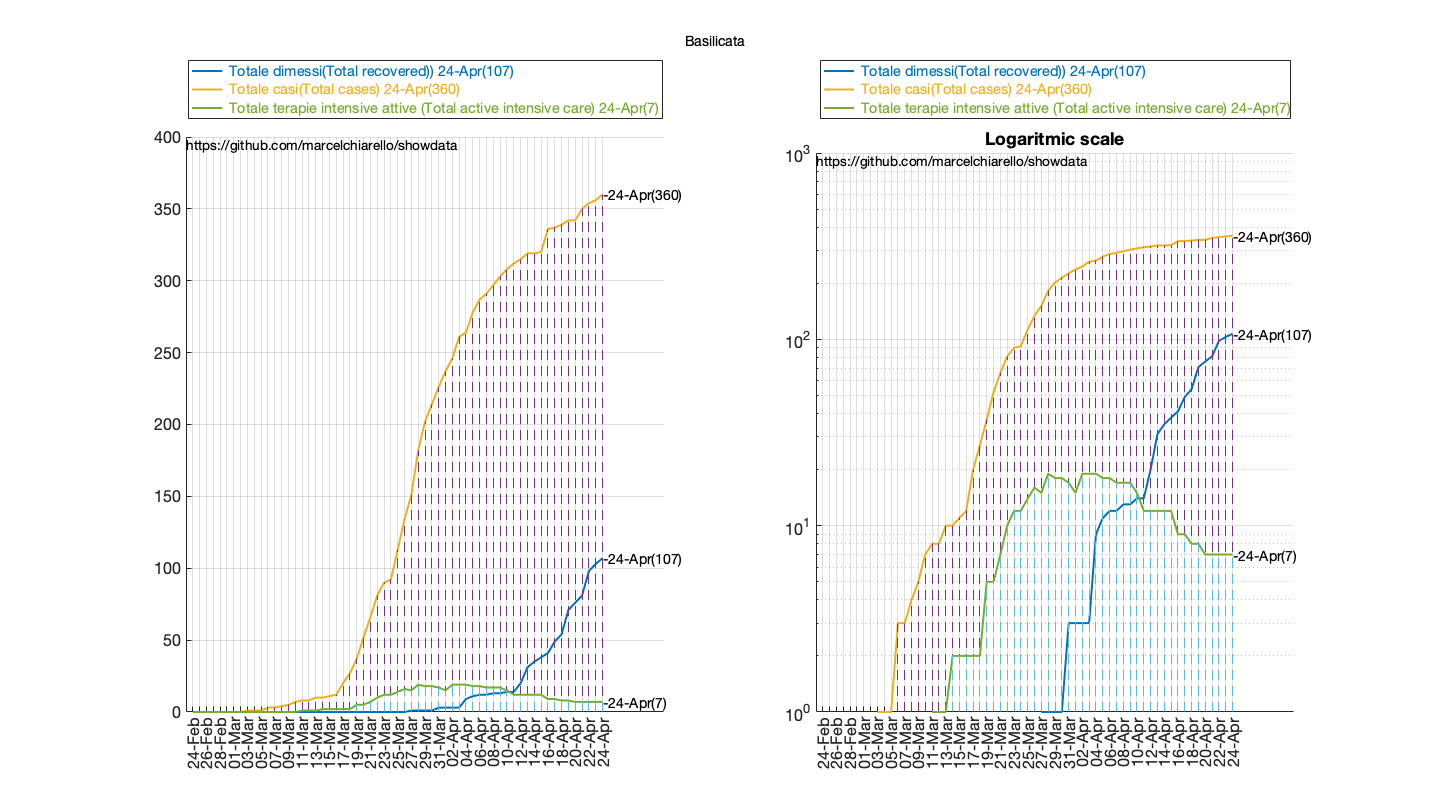 Basilicata
Totale dimessi(Total recovered)) 24-Apr(107)
Totale casi(Total cases) 24-Apr(360)
Totale terapie intensive attive (Total active intensive care) 24-Apr(7)
400
https://github.com/marcelchiarello/showdata
350
300
250
200
150
100
50
0
-24-Apr(360)
-24-Apr(107)
-24-Apr(7)
24-Feb
26-Feb
28-Feb
01-Mar
03-Mar
05-Mar
07-Mar
09-Mar
11-Mar
13-Mar
15-Mar
17-Mar
19-Mar
21-Mar
23-Mar
25-Mar
27-Mar
29-Mar
31-Mar
02-Apr
04-Apr
06-Apr
08-Apr
10-Apr
12-Apr
14-Apr
16-Apr
18-Apr
20-Apr
22-Apr
24-Apr
Totale dimessi(Total recovered)) 24-Apr(107)
Totale casi(Total cases) 24-Apr(360)
Totale terapie intensive attive (Total active intensive care) 24-Apr(7)
Logaritmic scale
10^3
https://github.com/marcelchiarello/showdata
10^2
10^1
10^0
-24-Apr(360)
-24-Apr(107)
-24-Apr(7)
24-Feb
26-Feb
28-Feb
01-Mar
03-Mar
05-Mar
07-Mar
09-Mar
11-Mar
13-Mar
15-Mar
17-Mar
19-Mar
21-Mar
23-Mar
25-Mar
27-Mar
29-Mar
31-Mar
02-Apr
04-Apr
06-Apr
08-Apr
10-Apr
12-Apr
14-Apr
16-Apr
18-Apr
20-Apr
22-Apr
24-Apr